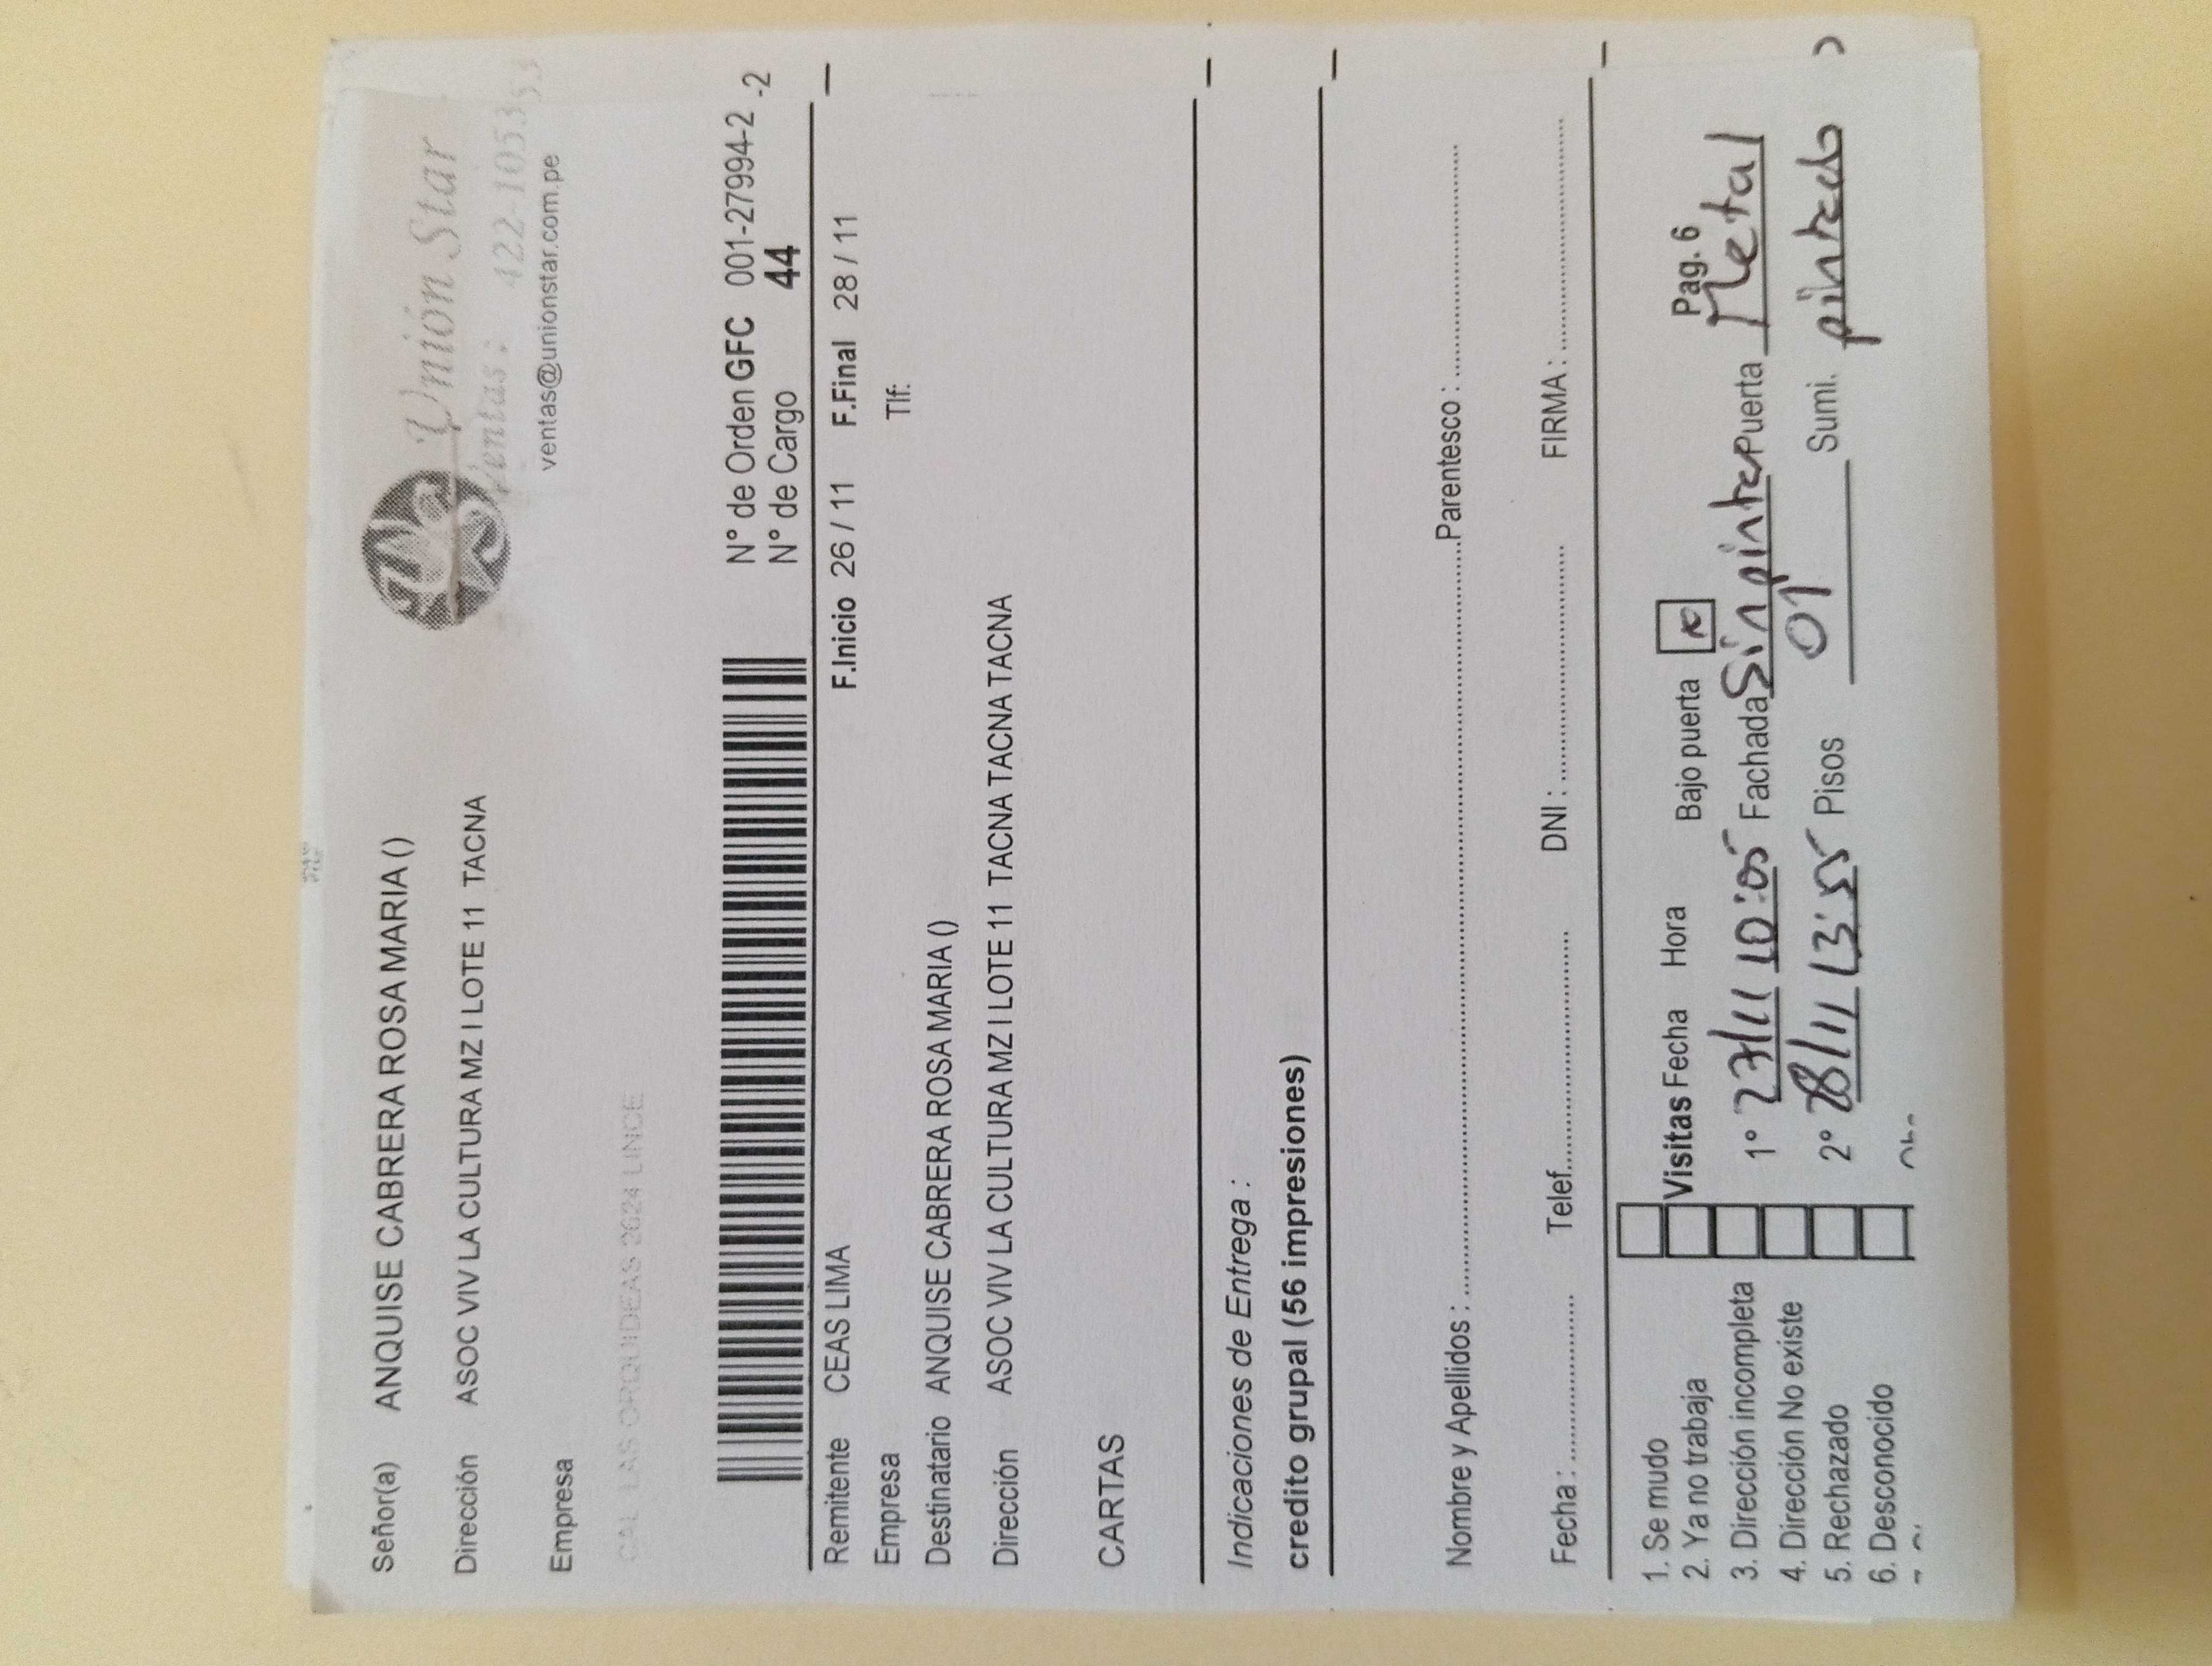 Unión Star
Señor(a) ANQUISE CABRERA ROSA MARIA ()
Ventas: 422-1053
Dirección ASOC VIV LA CULTURA MZ I LOTE 11 TACNA
ventas@unionstar.com.pe
Empresa
CAL LAS ORQUIDEAS 2624 LINCE
N° de Orden GFC 001-27994-2 -2
N° de Cargo 44
Remitente CEAS LIMA F.Inicio 26 / 11 F.Final 28 / 11
Empresa Tlf:
Destinatario ANQUISE CABRERA ROSA MARIA ()
Dirección ASOC VIV LA CULTURA MZ I LOTE 11 TACNA TACNA TACNA
CARTAS
Indicaciones de Entrega :
credito grupal (56 impresiones)
Nombre y Apellidos : Parentesco :
Fecha : Telef. DNI : FIRMA :
1. Se mudo
2. Ya no trabaja Visitas Fecha Hora Bajo puerta Pag. 6
3. Dirección incompleta 1° 27/11 10:05 Fachada Sin pintar Puerta Metal
4. Dirección No existe
5. Rechazado 2° 28/11 13:55 Pisos 01 Sumi. pintado
6. Desconocido